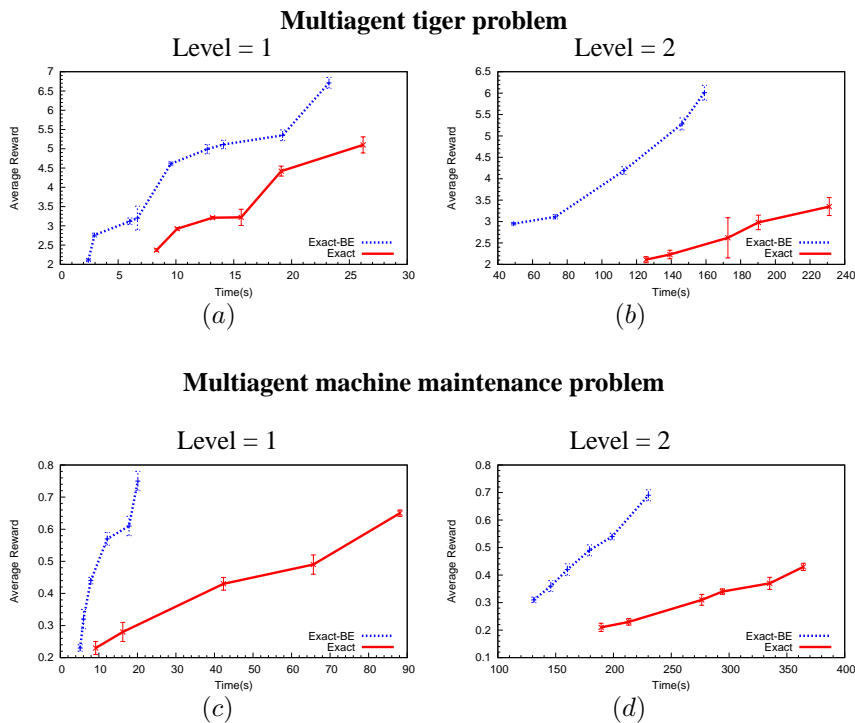 Multiagent tiger problem
Level = 1
Level = 2
7
6.5
6
5.5
5
4.5
4
3.5
3
2.5
2
Average Reward
Exact-BE
Exact
0 5 10 15 20 25 30
Time(s)
(a)
6.5
6
5.5
5
4.5
4
3.5
3
2.5
2
Average Reward
Exact-BE
Exact
40 60 80 100 120 140 160 180 200 220 240
Time(s)
(b)
Multiagent machine maintenance problem
Level = 1
Level = 2
0.8
0.7
0.6
0.5
0.4
0.3
0.2
Average Reward
Exact-BE
Exact
0 10 20 30 40 50 60 70 80 90
Time(s)
(c)
0.8
0.7
0.6
0.5
0.4
0.3
0.2
0.1
Average Reward
Exact-BE
Exact
100 150 200 250 300 350 400
Time(s)
(d)